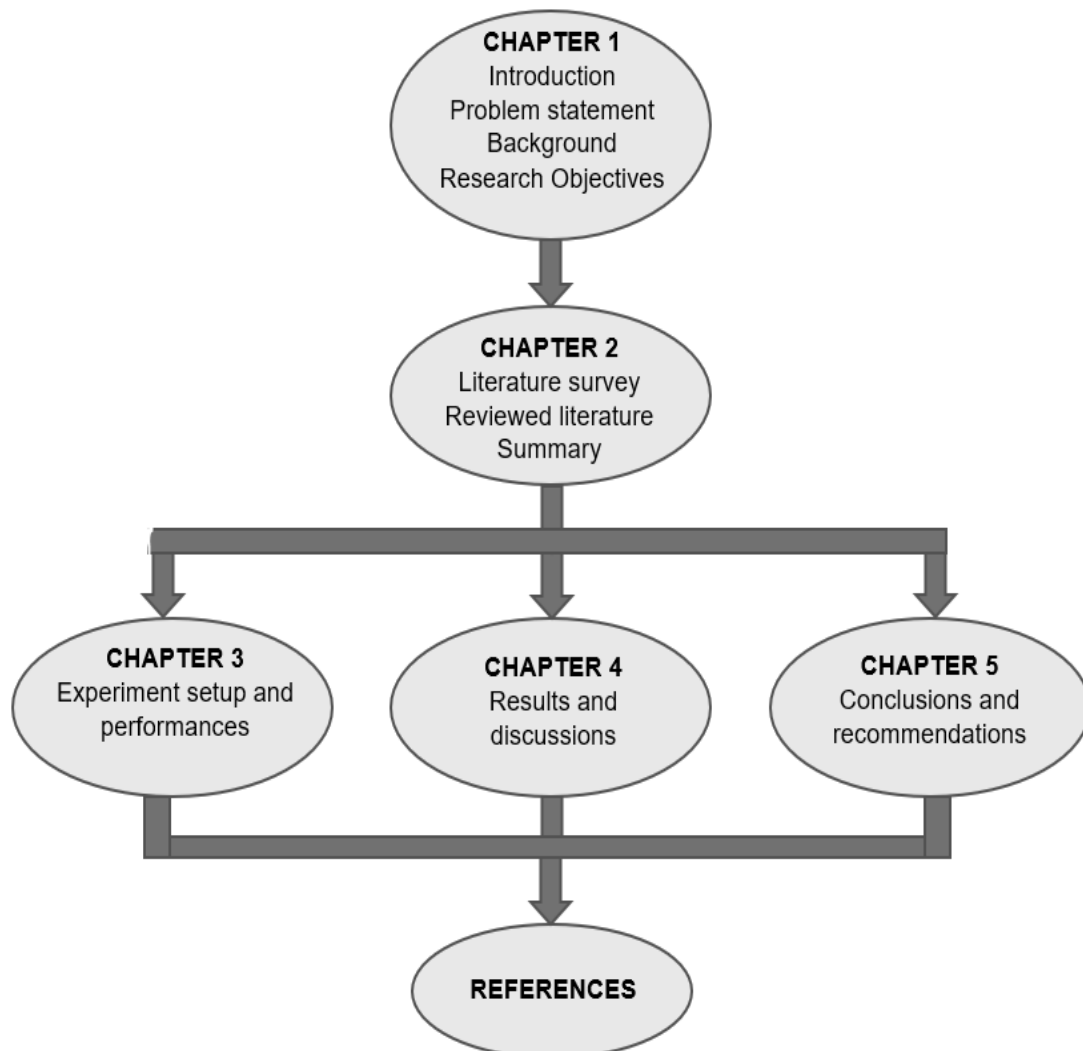 CHAPTER 1
Introduction
Problem statement
Background
Research Objectives
CHAPTER 2
Literature survey
Reviewed literature
Summary
CHAPTER 3
Experiment setup and
performances
CHAPTER 4
Results and
discussions
CHAPTER 5
Conclusions and
recommendations
REFERENCES